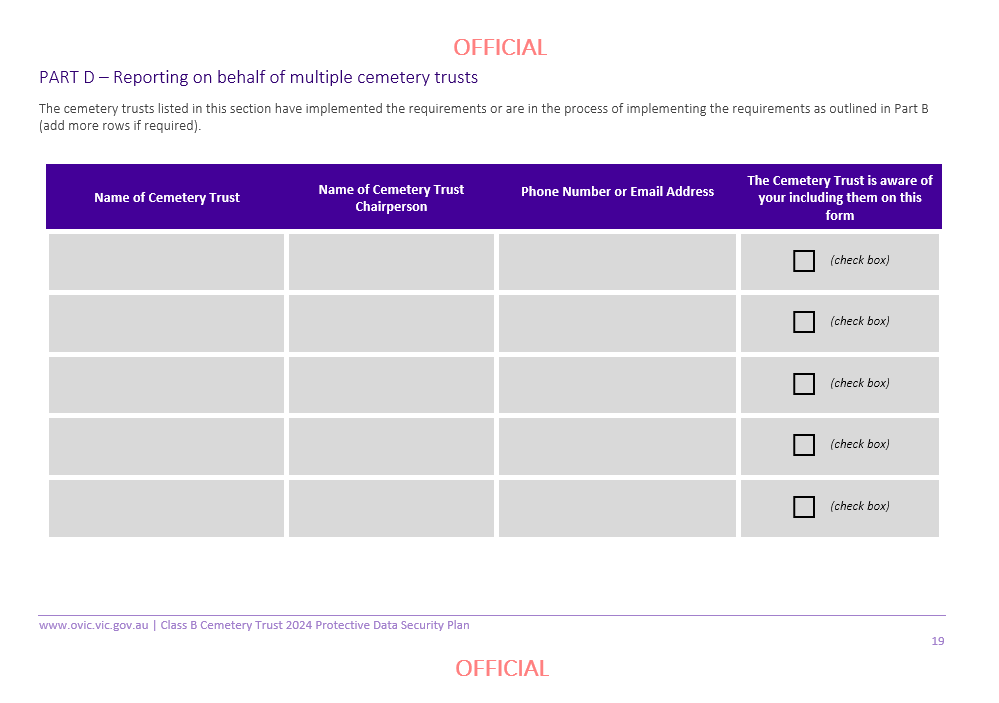 OFFICIAL
PART D – Reporting on behalf of multiple cemetery trusts
The cemetery trusts listed in this section have implemented the requirements or are in the process of implementing the requirements as outlined in Part B
(add more rows if required).
Name of Cemetery Trust
Name of Cemetery Trust
Chairperson
Phone Number or Email Address
The Cemetery Trust is aware of
your including them on this
form
(check box)
(check box)
(check box)
(check box)
(check box)
www.ovic.vic.gov.au | Class B Cemetery Trust 2024 Protective Data Security Plan
19
OFFICIAL